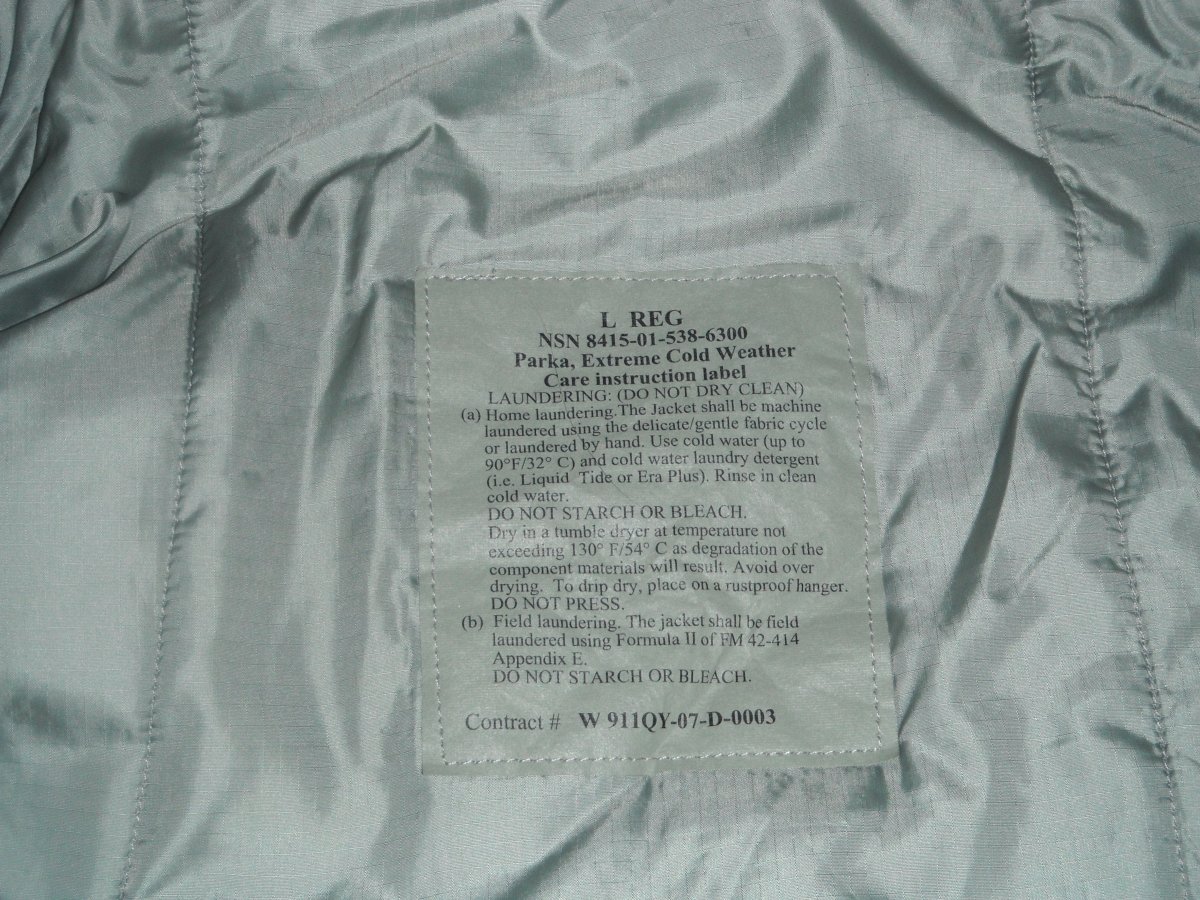 L REG
NSN 8415-01-538-6300
Parka, Extreme Cold Weather
Care instruction label
LAUNDERING: (DO NOT DRY CLEAN)
(a) Home laundering.The Jacket shall be machine
laundered using the delicate/gentle fabric cycle
or laundered by hand. Use cold water (up to
90°F/32° C) and cold water laundry detergent
(i.e. Liquid Tide or Era Plus). Rinse in clean
cold water.
DO NOT STARCH OR BLEACH.
Dry in a tumble dryer at temperature not
exceeding 130° F/54° C as degradation of the
component materials will result. Avoid over
drying. To drip dry, place on a rustproof hanger.
DO NOT PRESS.
(b) Field laundering. The jacket shall be field
laundered using Formula II of FM 42-414
Appendix E.
DO NOT STARCH OR BLEACH.
Contract # W 911QY-07-D-0003